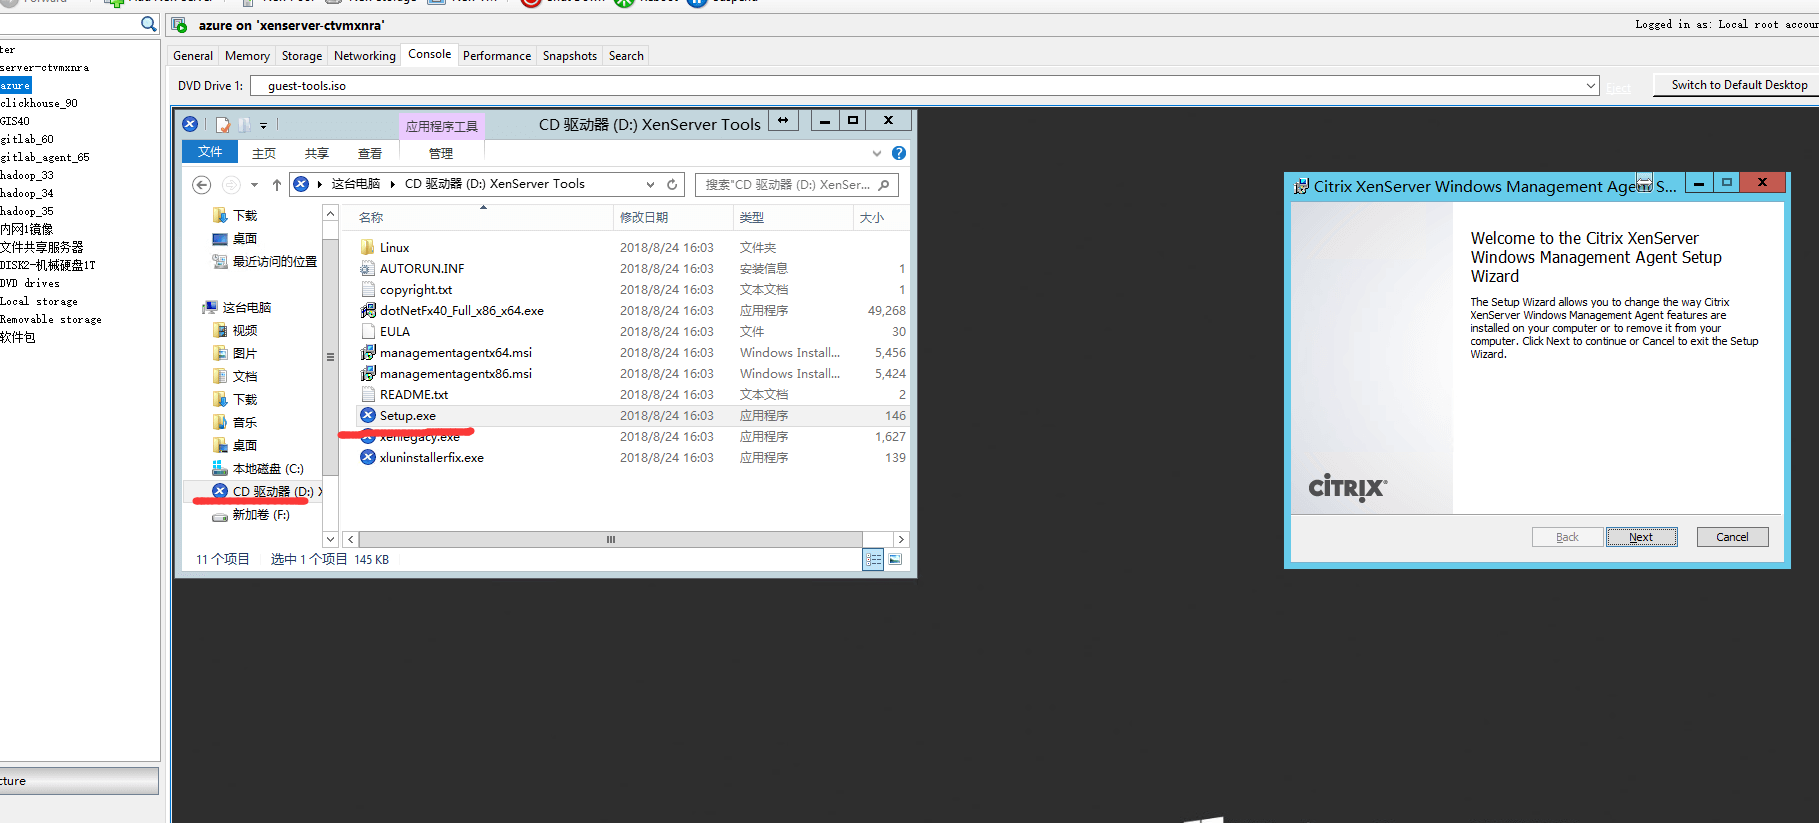 Forward
Add New Server
New Pool
New Storage
New VM
Shut Down
Reboot
Suspend
azure on 'xenserver-ctvmxnra'
Logged in as: Local root accoun
General
Memory
Storage
Networking
Console
Performance
Snapshots
Search
DVD Drive 1:
guest-tools.iso
Eject
Switch to Default Desktop
ter
server-ctvmxnra
azure
clickhouse_90
GIS40
gitlab_60
gitlab_agent_65
hadoop_33
hadoop_34
hadoop_35
内网1镜像
文件共享服务器
DISK2-机械硬盘1T
DVD drives
Local storage
Removable storage
软件包
cture
应用程序工具
CD 驱动器 (D:) XenServer Tools
文件
主页
共享
查看
管理
这台电脑
CD 驱动器 (D:) XenServer Tools
搜索"CD 驱动器 (D:) XenSer...
下载
桌面
最近访问的位置
这台电脑
视频
图片
文档
下载
音乐
桌面
本地磁盘 (C:)
CD 驱动器 (D:) X
新加卷 (F:)
名称 修改日期 类型 大小
Linux 2018/8/24 16:03 文件夹
AUTORUN.INF 2018/8/24 16:03 安装信息 1
copyright.txt 2018/8/24 16:03 文本文档 1
dotNetFx40_Full_x86_x64.exe 2018/8/24 16:03 应用程序 49,268
EULA 2018/8/24 16:03 文件 30
managementagentx64.msi 2018/8/24 16:03 Windows Install... 5,456
managementagentx86.msi 2018/8/24 16:03 Windows Install... 5,424
README.txt 2018/8/24 16:03 文本文档 2
Setup.exe 2018/8/24 16:03 应用程序 146
xenlegacy.exe 2018/8/24 16:03 应用程序 1,627
xluninstallerfix.exe 2018/8/24 16:03 应用程序 139
11 个项目 选中 1 个项目 145 KB
Citrix XenServer Windows Management Agent S...
Welcome to the Citrix XenServer
Windows Management Agent Setup
Wizard
The Setup Wizard allows you to change the way Citrix
XenServer Windows Management Agent features are
installed on your computer or to remove it from your
computer. Click Next to continue or Cancel to exit the Setup
Wizard.
CITRIX
Back
Next
Cancel